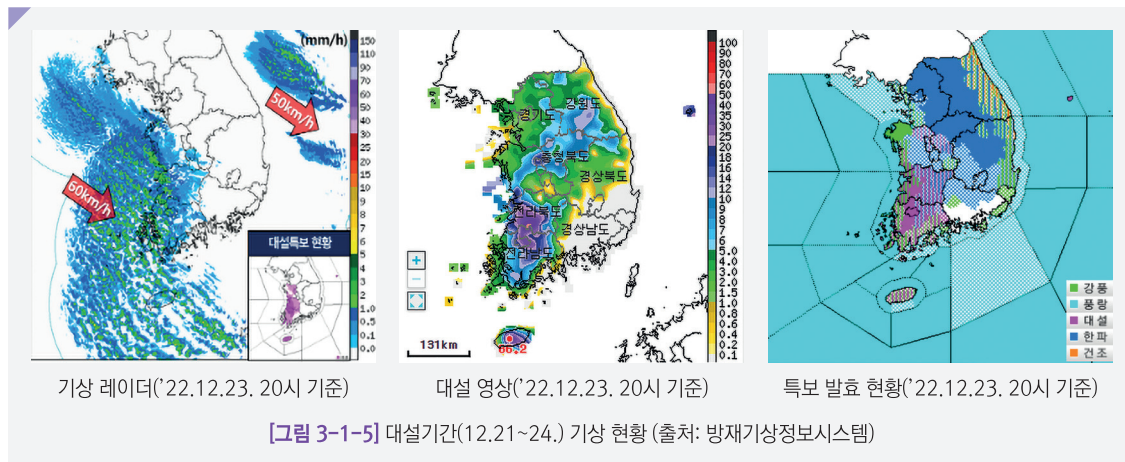 (mm/h)
150
110
90
70
60
50
40
30
25
20
15
10
9
8
7
6
5
4
3
2
1.0
0.5
0.1
0.0
50km/h
60km/h
대설특보 현황
강원도
경기도
충청북도
경상북도
전라북도
경상남도
전라남도
+
−
131km
66.2
100
90
80
70
60
50
40
35
30
25
20
18
16
14
12
10
9
8
7
6
5.0
4.0
3.0
2.0
1.5
1.0
0.8
0.6
0.4
0.2
0.1
강풍
풍랑
대설
한파
건조
기상 레이더(’22.12.23. 20시 기준)
대설 영상(’22.12.23. 20시 기준)
특보 발효 현황(’22.12.23. 20시 기준)
[그림 3-1-5] 대설기간(12.21~24.) 기상 현황 (출처: 방재기상정보시스템)